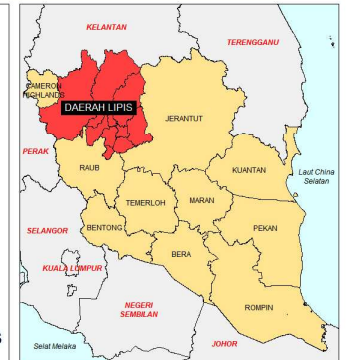 KELANTAN
TERENGGANU
CAMERON
HIGHLANDS
DAERAH LIPIS
JERANTUT
PERAK
RAUB
KUANTAN
Laut China
Selatan
TEMERLOH
MARAN
SELANGOR
BENTONG
PEKAN
BERA
KUALA LUMPUR
NEGERI
SEMBILAN
ROMPIN
Selat Melaka
JOHOR
S